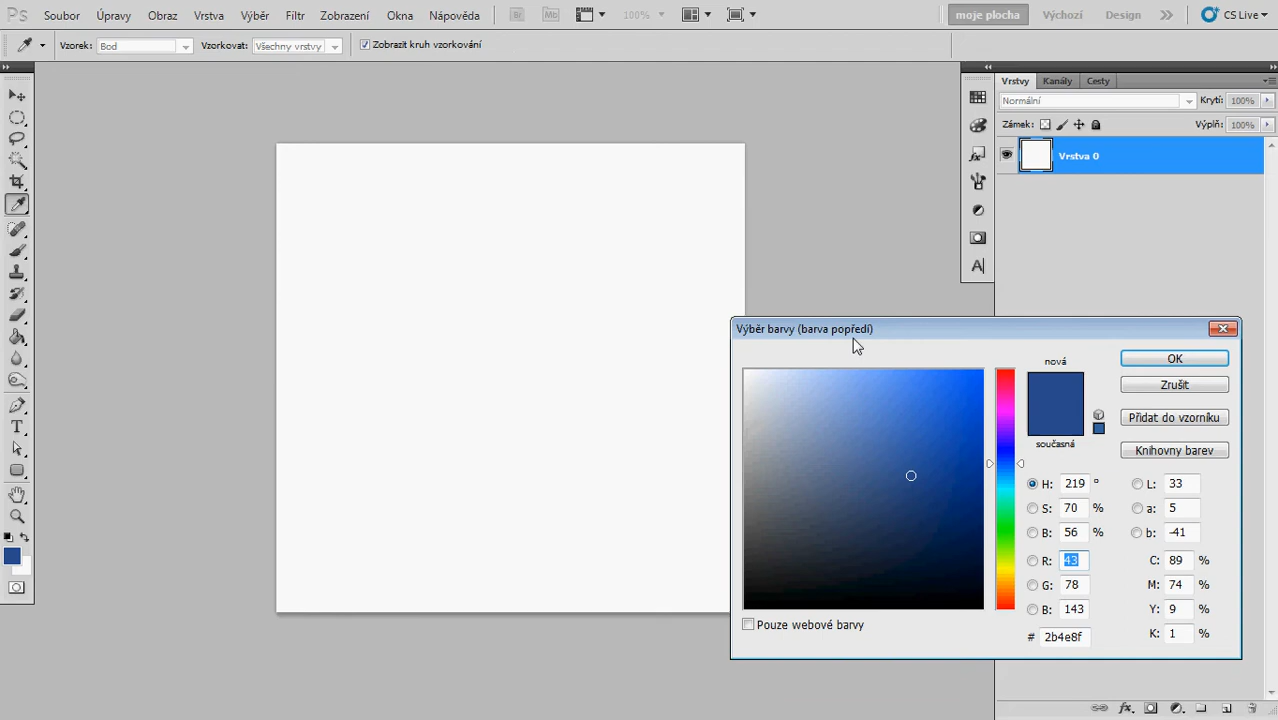 Ps Soubor Úpravy Obraz Vrstva Výběr Filtr Zobrazení Okna Nápověda Br Mb 100% moje plocha Výchozí Design CS Live
Vzorek: Bod Vzorkovat: Všechny vrstvy Zobrazit kruh vzorkování
Vrstvy Kanály Cesty
Normální Krytí: 100%
Zámek: Výplň: 100%
Vrstva 0
Výběr barvy (barva popředí)
nová
OK
Zrušit
Přidat do vzorníku
současná
Knihovny barev
H: 219 ° L: 33
S: 70 % a: 5
B: 56 % b: -41
R: 43 C: 89 %
G: 78 M: 74 %
B: 143 Y: 9 %
Pouze webové barvy
# 2b4e8f K: 1 %